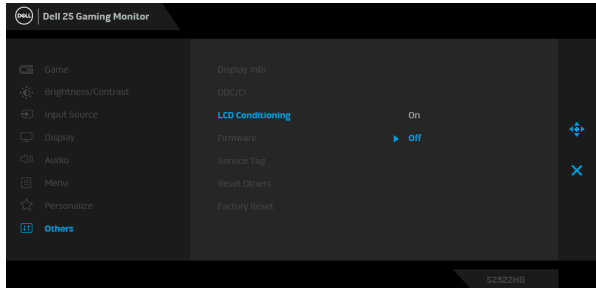 DELL Dell 25 Gaming Monitor
Game
Display Info
Brightness/Contrast
DDC/CI
Input Source
LCD Conditioning
On
Display
Firmware
Off
Audio
Service Tag
Menu
Reset Others
Personalize
Factory Reset
Others
S2522HG